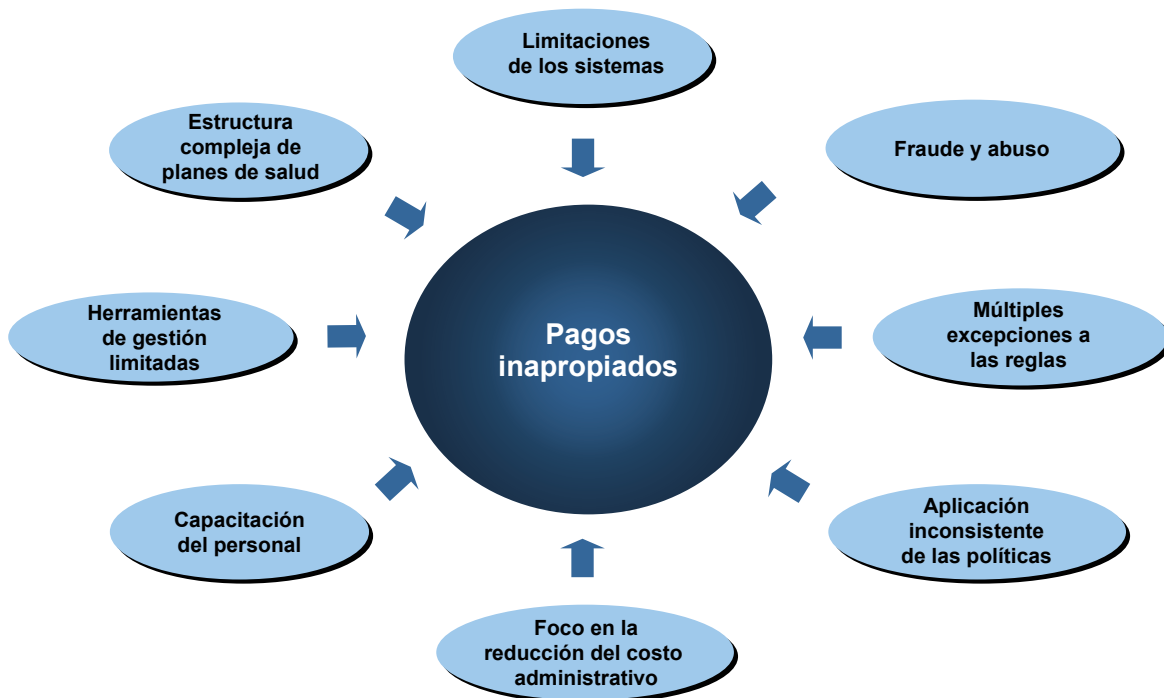 Limitaciones
de los sistemas
Estructura
compleja de
planes de salud
Fraude y abuso
Herramientas
de gestión
limitadas
Pagos
inapropiados
Múltiples
excepciones a
las reglas
Capacitación
del personal
Aplicación
inconsistente
de las políticas
Foco en la
reducción del costo
administrativo